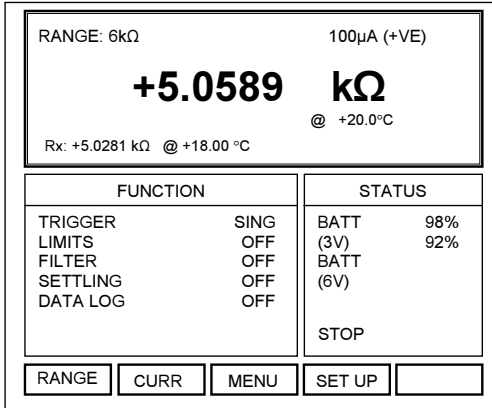 RANGE: 6kΩ 100μA (+VE)
+5.0589 kΩ
@ +20.0°C
Rx: +5.0281 kΩ @ +18.00 °C
FUNCTION
TRIGGER SING
LIMITS OFF
FILTER OFF
SETTLING OFF
DATA LOG OFF
STATUS
BATT 98%
(3V) 92%
BATT
(6V)
STOP
RANGE CURR MENU SET UP